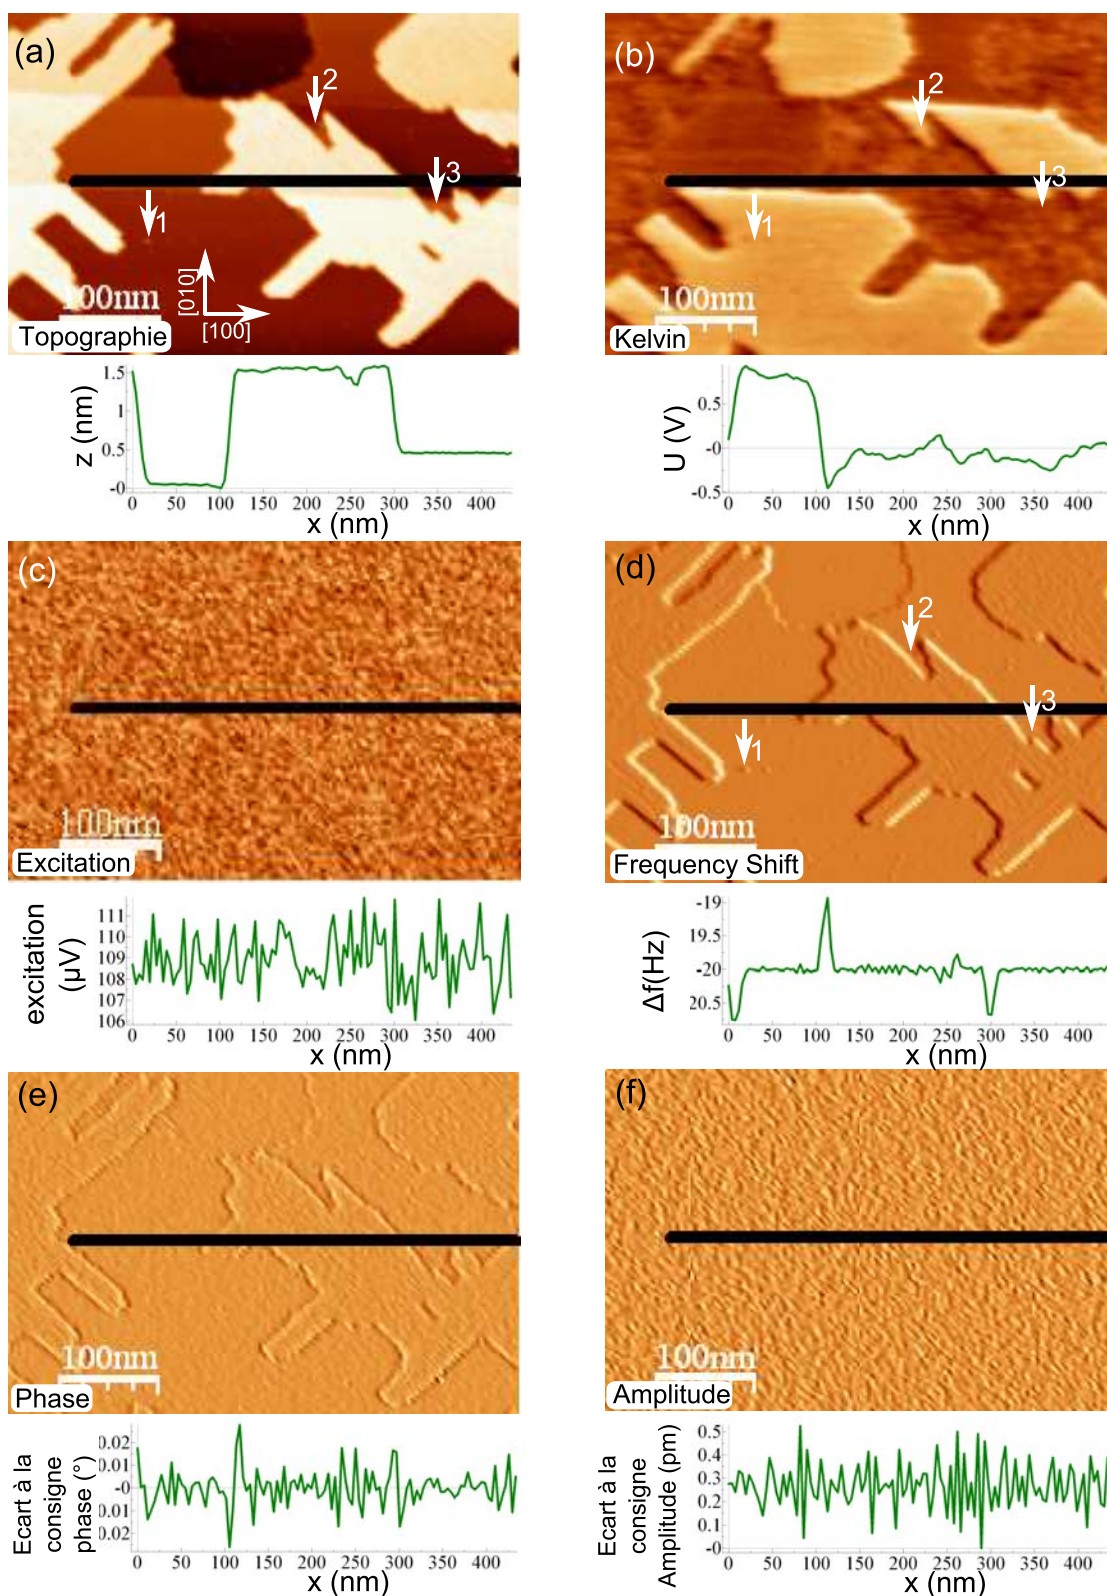 (a)
2
3
1
[010]
[100]
100nm
Topographie
z (nm)
1.5
1
0.5
-0
0 50 100 150 200 250 300 350 400
x (nm)
(b)
2
3
1
100nm
Kelvin
U (V)
0.5
-0
-0.5
0 50 100 150 200 250 300 350 400
x (nm)
(c)
100nm
Excitation
excitation
(µV)
111
110
109
108
107
106
0 50 100 150 200 250 300 350 400
x (nm)
(d)
2
3
1
100nm
Frequency Shift
Δf(Hz)
-19
19.5
-20
20.5
0 50 100 150 200 250 300 350 400
x (nm)
(e)
100nm
Phase
Ecart à la
consigne
phase (°)
0.02
0.01
-0
0.01
0.02
0 50 100 150 200 250 300 350 400
x (nm)
(f)
100nm
Amplitude
Ecart à la
consigne
Amplitude (pm)
0.5
0.4
0.3
0.2
0.1
-0
0 50 100 150 200 250 300 350 400
x (nm)